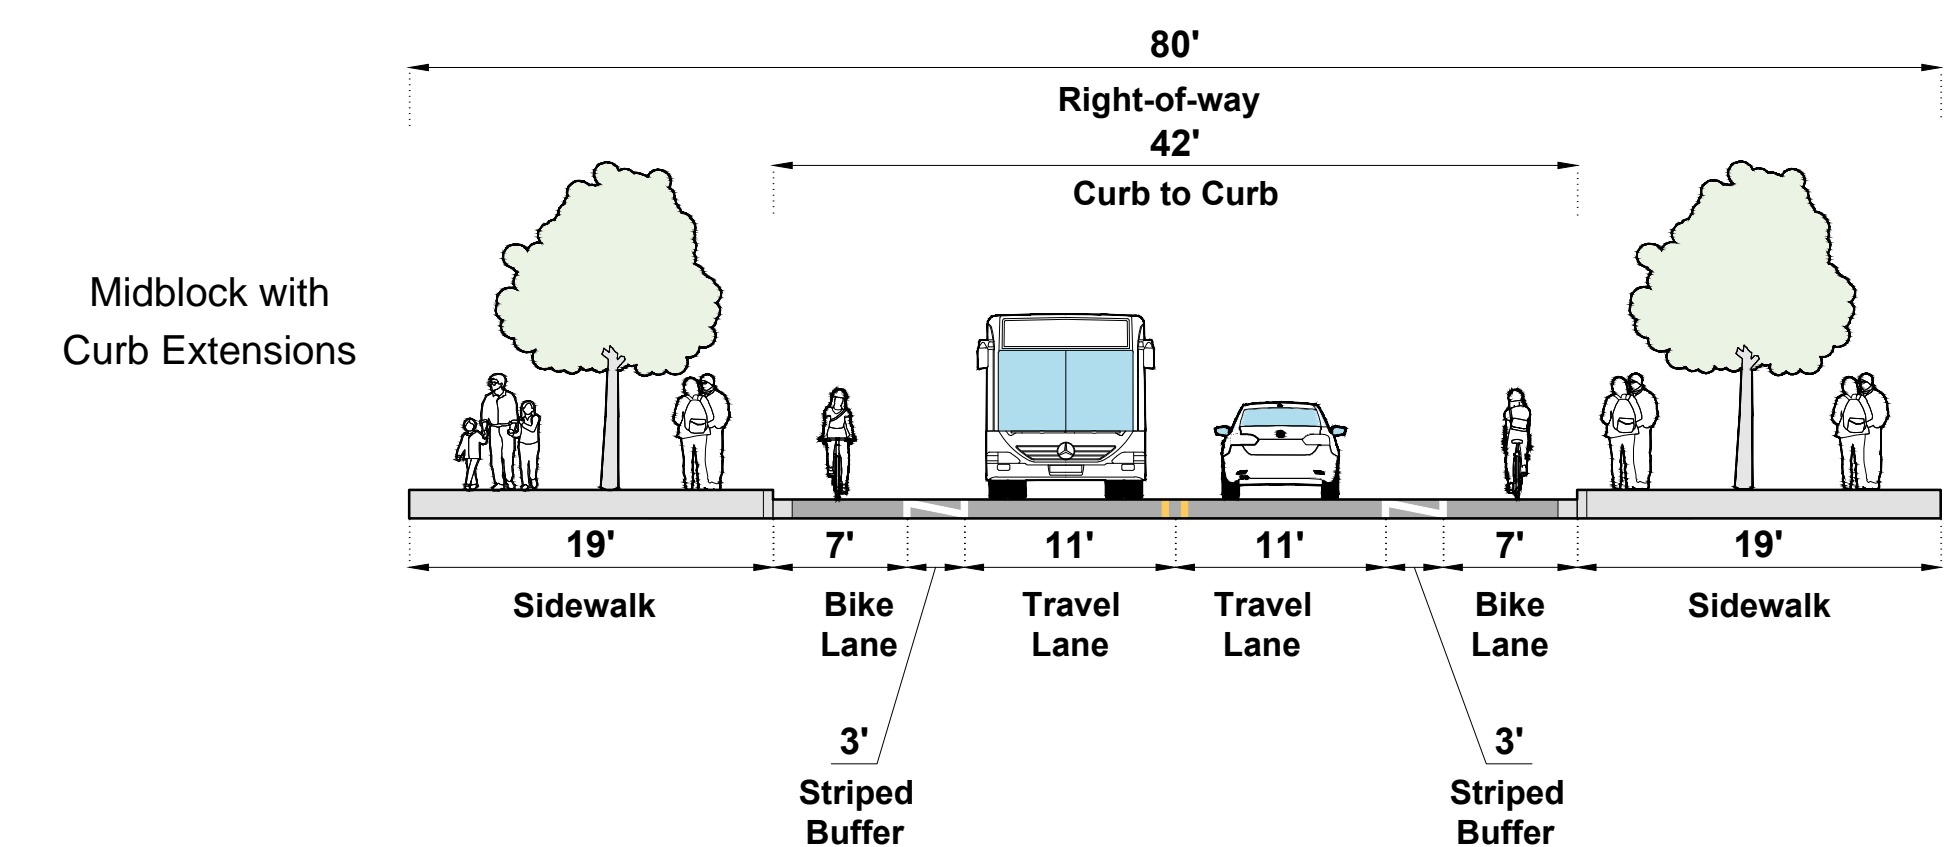 80'
Right-of-way
42'
Curb to Curb
Midblock with
Curb Extensions
19'
7'
11'
11'
7'
19'
Sidewalk
Bike
Lane
Travel
Lane
Travel
Lane
Bike
Lane
Sidewalk
3'
Striped
Buffer
3'
Striped
Buffer